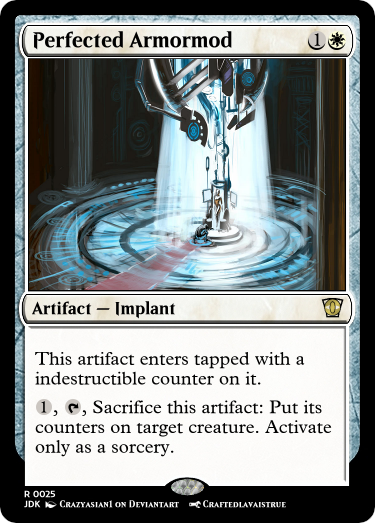 Perfected Armormod 1
Artifact — Implant
This artifact enters tapped with a
indestructible counter on it.
1, , Sacrifice this artifact: Put its
counters on target creature. Activate
only as a sorcery.
R 0025
JDK Crazyasian1 on Deviantart Craftedlavaistrue